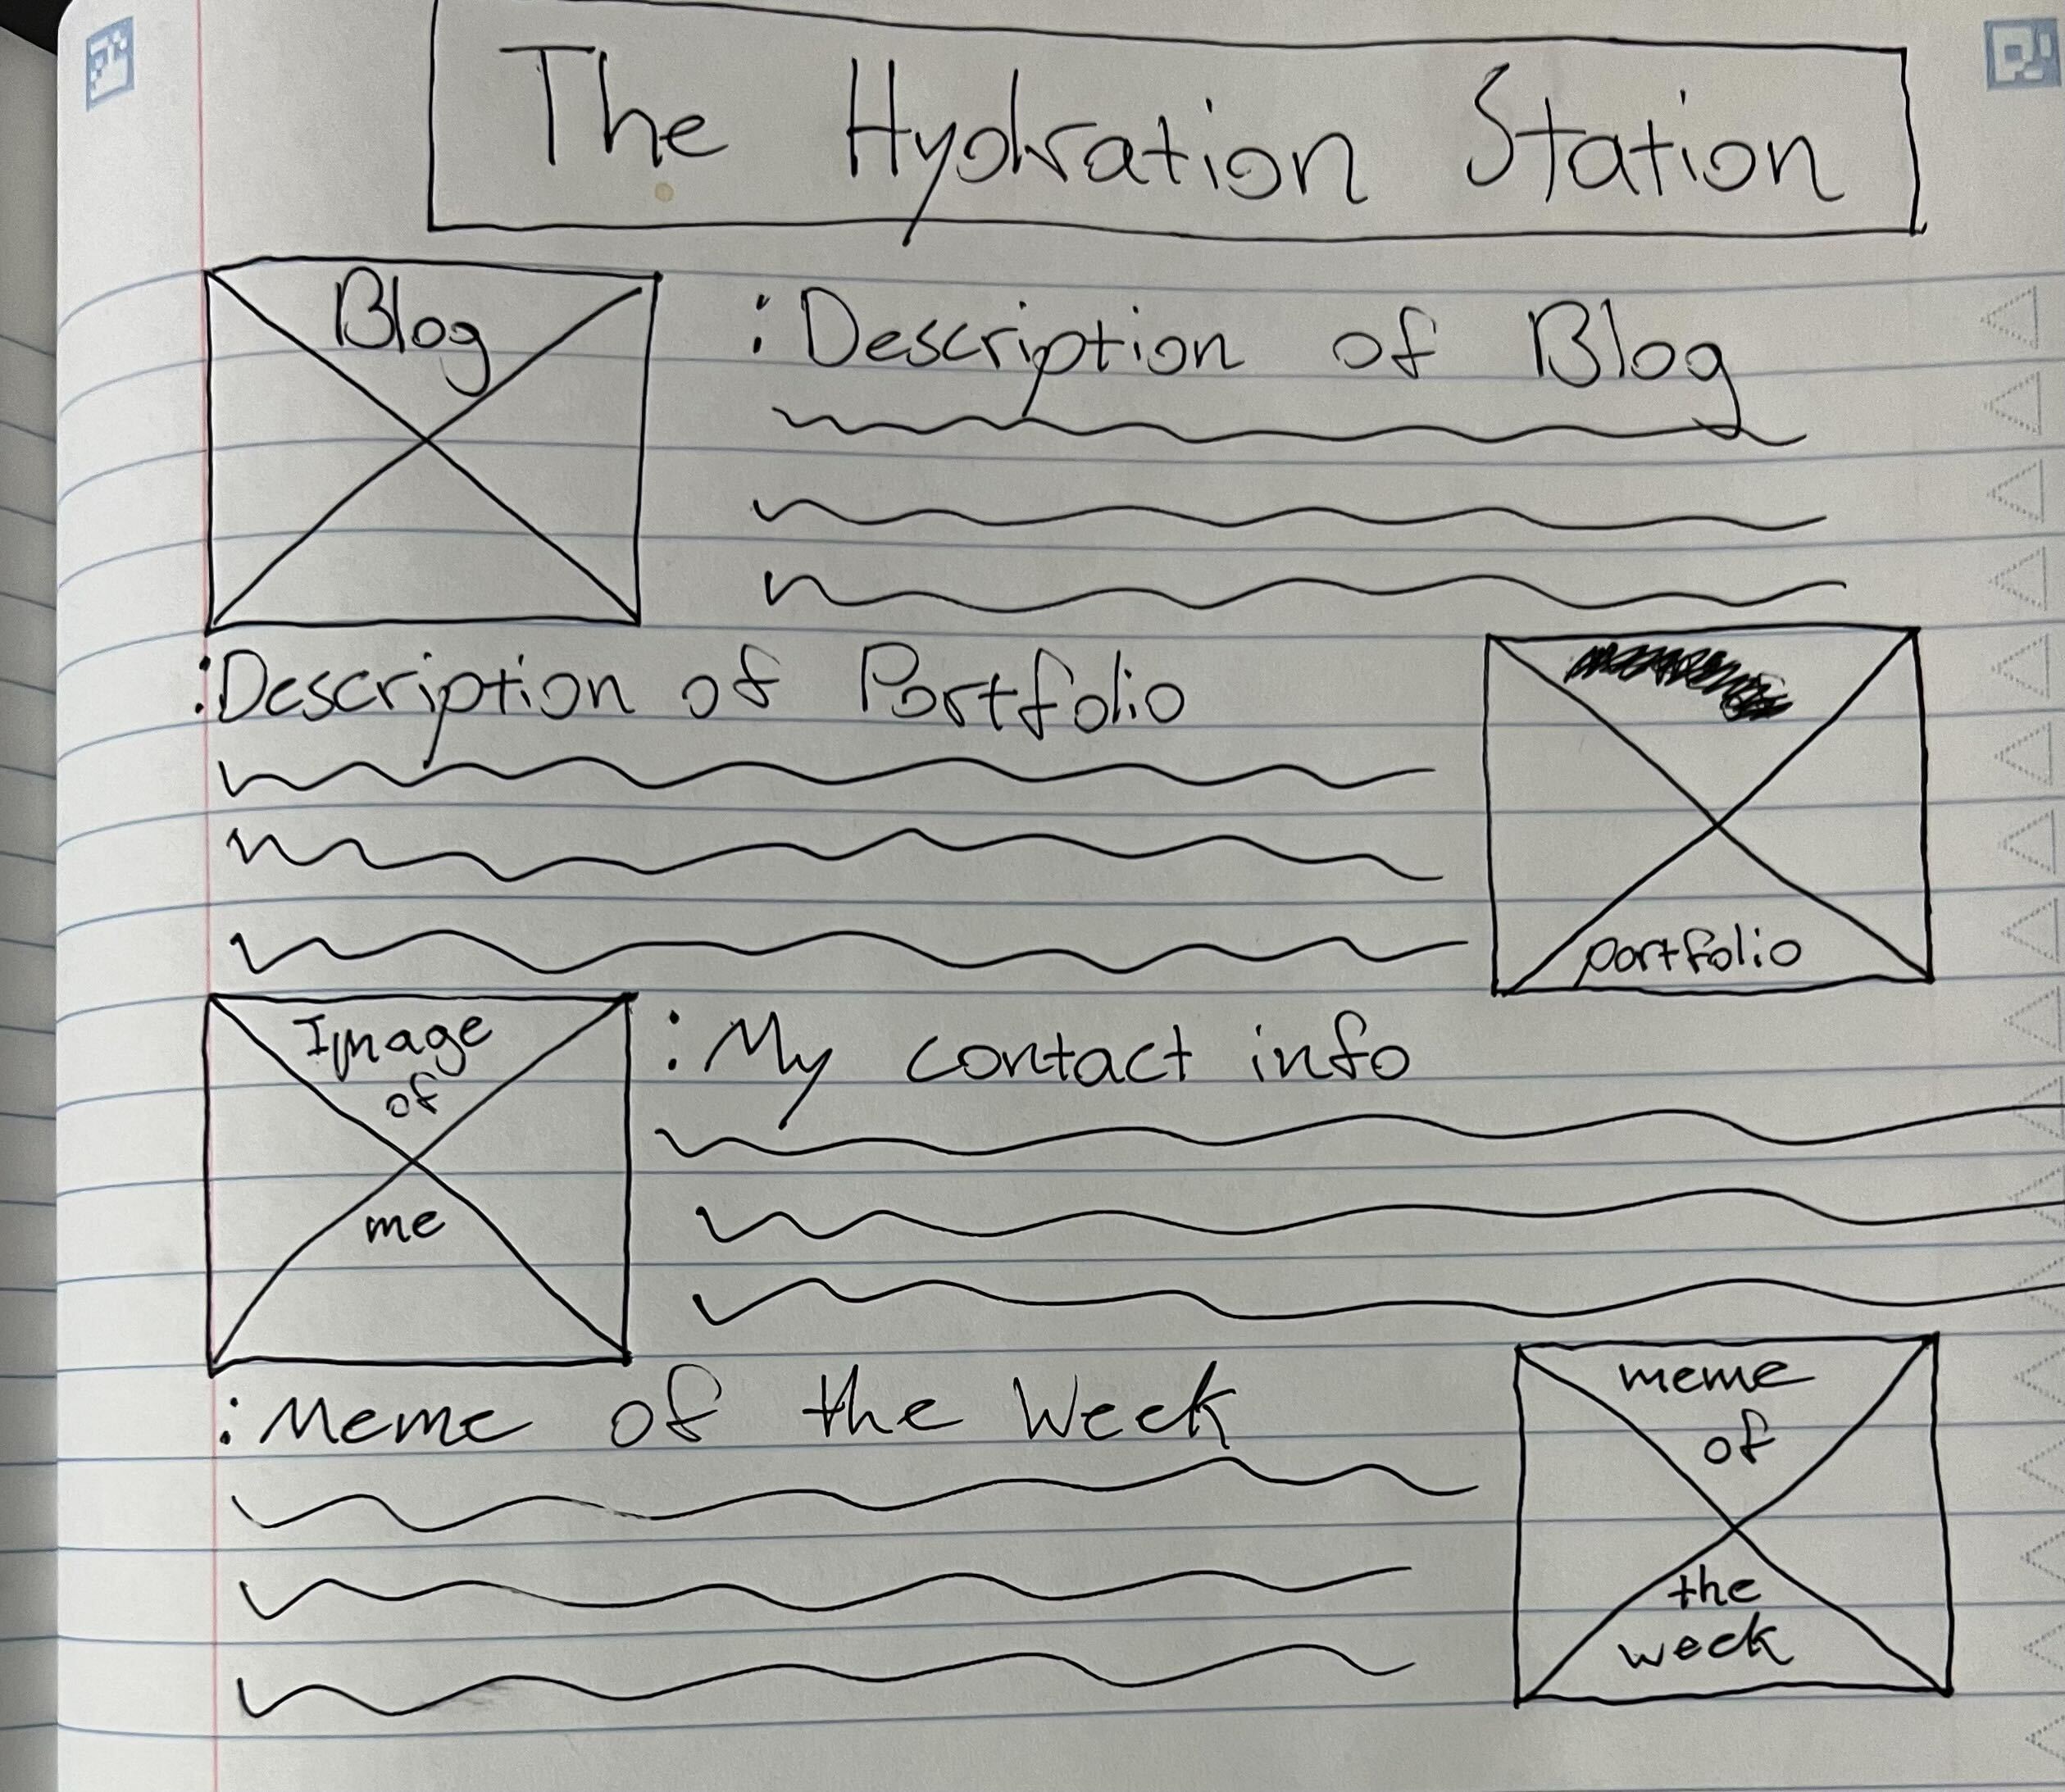 The Hydration Station
Blog
: Description of Blog
: Description of Portfolio
portfolio
Image
of
me
: My contact info
: Meme of the Week
meme
of
the
week